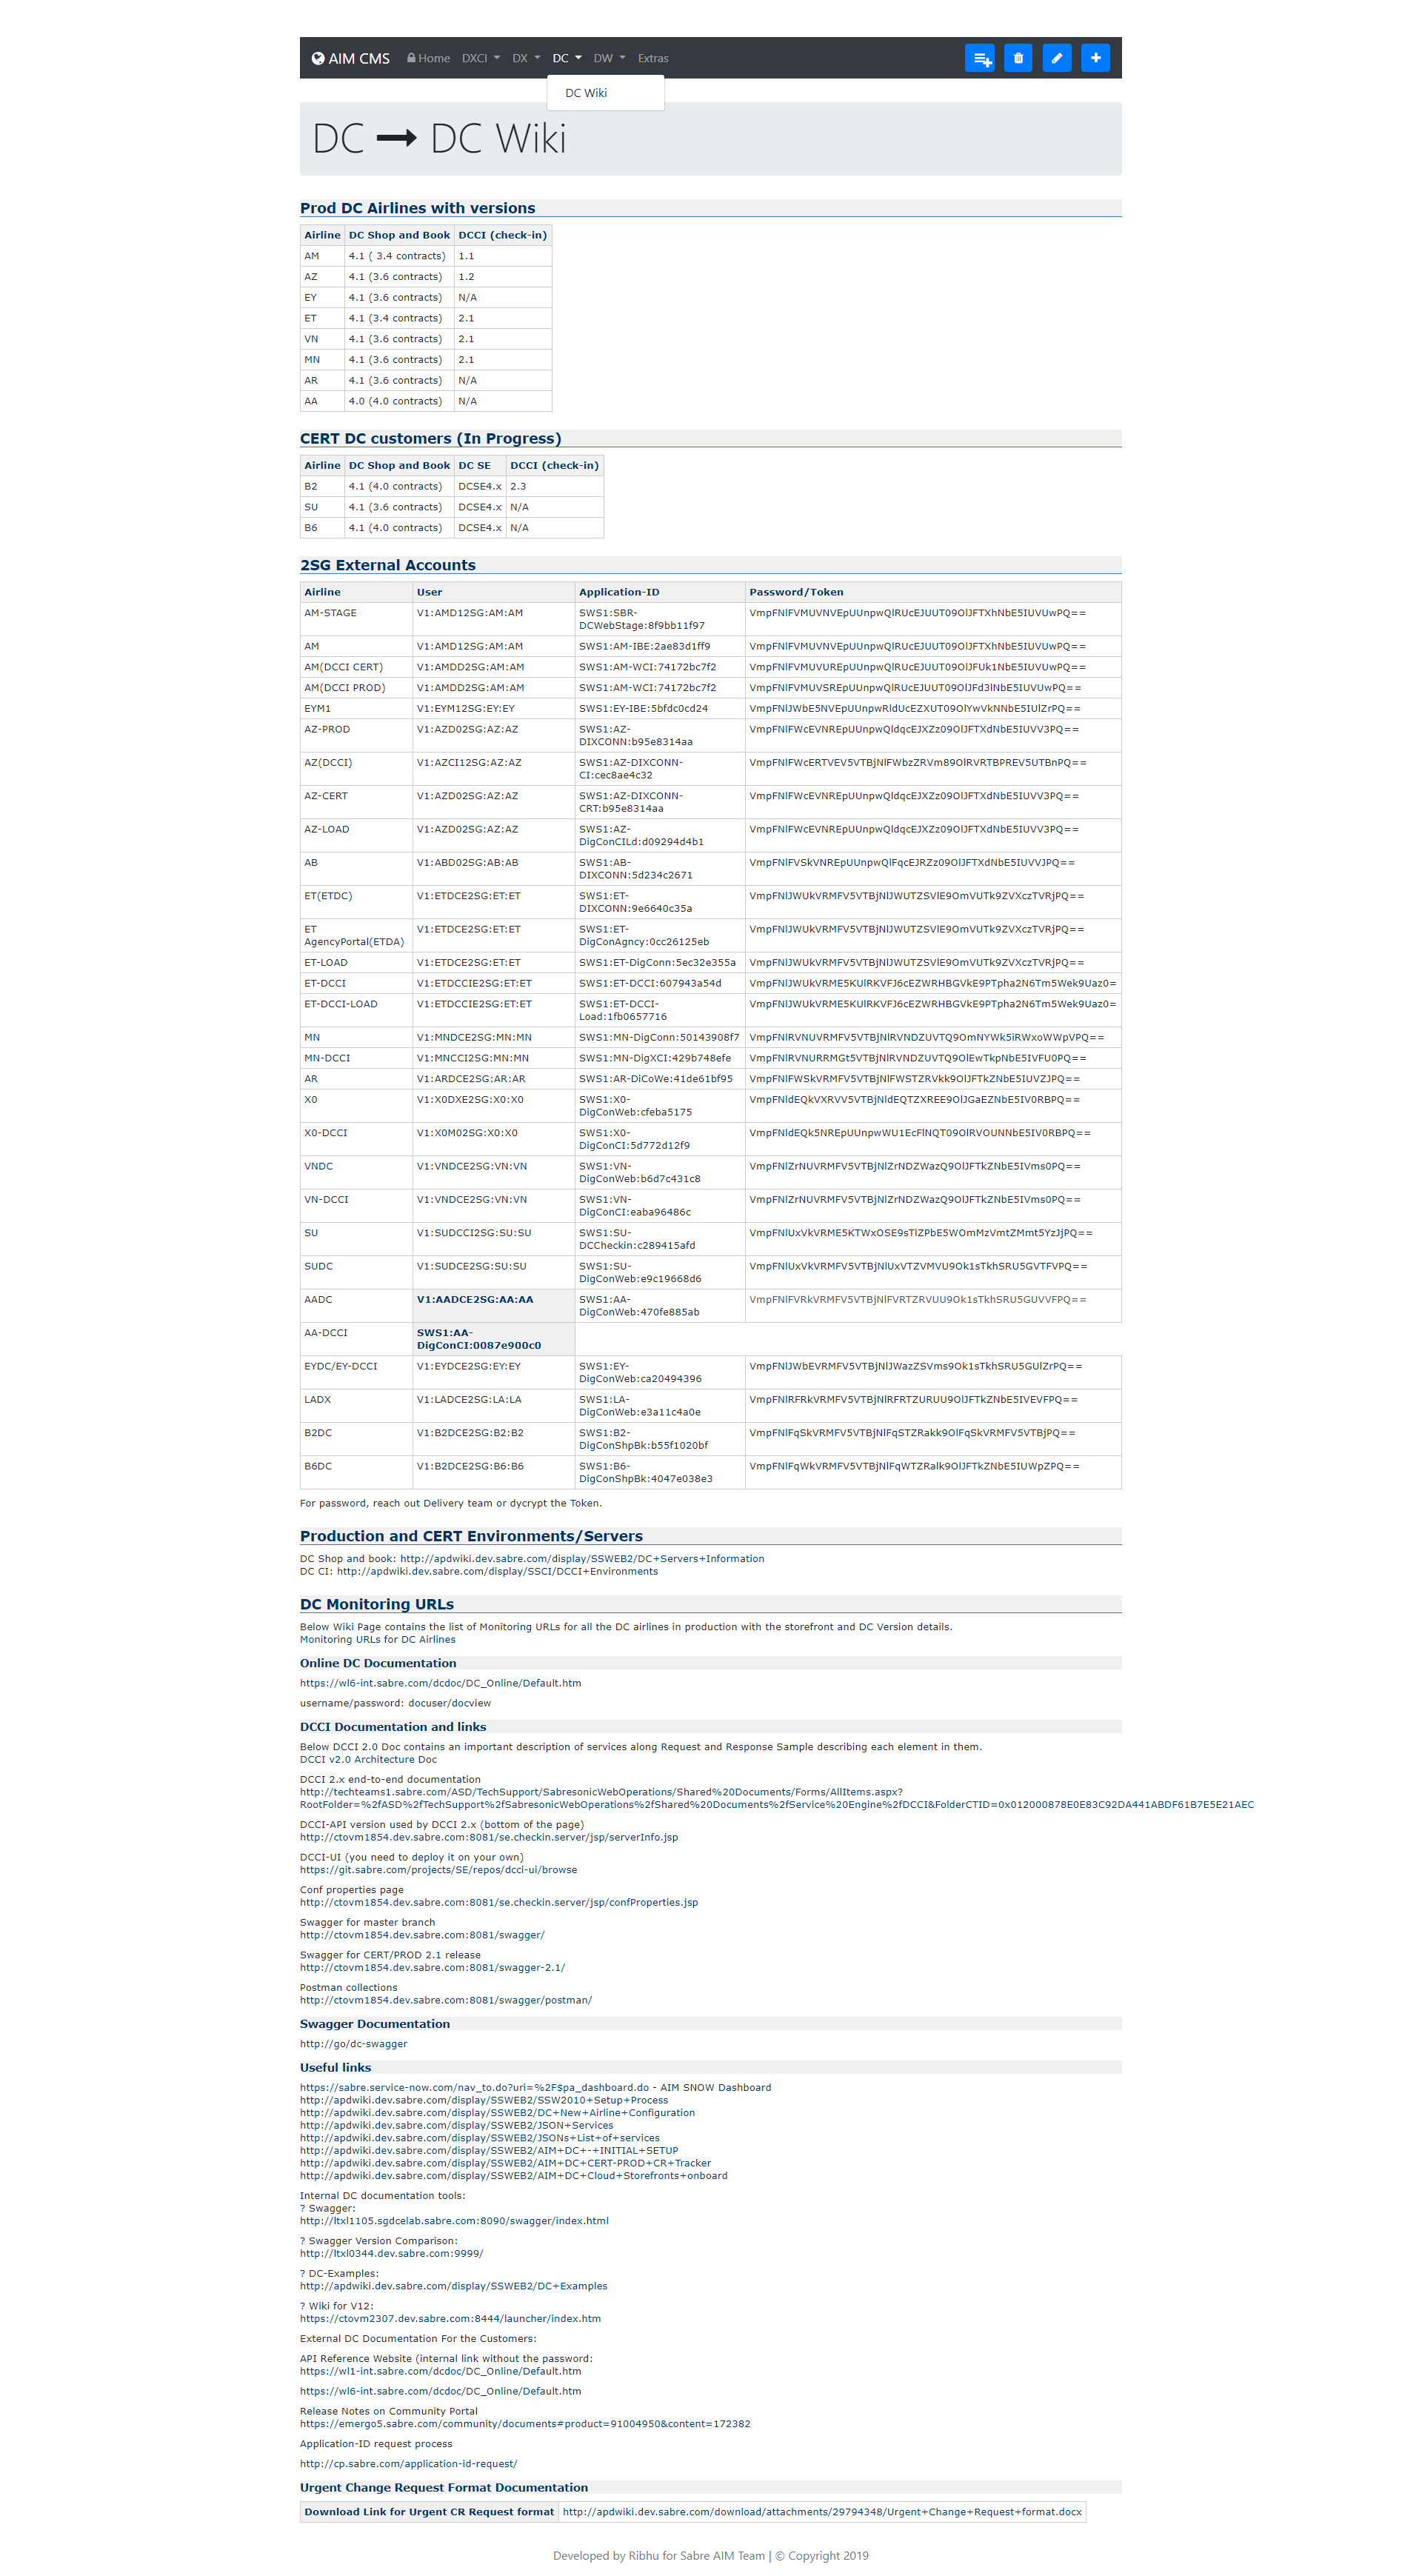 AIM CMS Home DXCI DX DC DW Extras
DC Wiki
DC DC Wiki
Prod DC Airlines with versions
Airline DC Shop and Book DCCI (check-in)
AM 4.1 ( 3.4 contracts) 1.1
AZ 4.1 (3.6 contracts) 1.2
EY 4.1 (3.6 contracts) N/A
ET 4.1 (3.4 contracts) 2.1
VN 4.1 (3.6 contracts) 2.1
MN 4.1 (3.6 contracts) 2.1
AR 4.1 (3.6 contracts) N/A
AA 4.0 (4.0 contracts) N/A
CERT DC customers (In Progress)
Airline DC Shop and Book DC SE DCCI (check-in)
B2 4.1 (4.0 contracts) DCSE4.x 2.3
SU 4.1 (3.6 contracts) DCSE4.x N/A
B6 4.1 (4.0 contracts) DCSE4.x N/A
2SG External Accounts
Airline User Application-ID Password/Token
AM-STAGE V1:AMD12SG:AM:AM SWS1:SBR-
DCWebStage:8f9bb11f97
AM V1:AMD12SG:AM:AM SWS1:AM-IBE:2ae83d1ff9
AM(DCCI CERT) V1:AMDD2SG:AM:AM SWS1:AM-WCI:74172bc7f2
AM(DCCI PROD) V1:AMDD2SG:AM:AM SWS1:AM-WCI:74172bc7f2
EYM1 V1:EYM12SG:EY:EY SWS1:EY-IBE:5bfdc0cd24
AZ-PROD V1:AZD02SG:AZ:AZ SWS1:AZ-
DIXCONN:b95e8314aa
AZ(DCCI) V1:AZCI12SG:AZ:AZ SWS1:AZ-DIXCONN-
CI:cec8ae4c32
AZ-CERT V1:AZD02SG:AZ:AZ SWS1:AZ-DIXCONN-
CRT:b95e8314aa
AZ-LOAD V1:AZD02SG:AZ:AZ SWS1:AZ-
DigConCILd:d09294d4b1
AB V1:ABD02SG:AB:AB SWS1:AB-
DIXCONN:5d234c2671
ET(ETDC) V1:ETDCE2SG:ET:ET SWS1:ET-
DIXCONN:9e6640c35a
ET V1:ETDCE2SG:ET:ET SWS1:ET-
AgencyPortal(ETDA) DigConAgncy:0cc26125eb
ET-LOAD V1:ETDCE2SG:ET:ET SWS1:ET-DigConn:5ec32e355a
ET-DCCI V1:ETDCCIE2SG:ET:ET SWS1:ET-DCCI:607943a54d
ET-DCCI-LOAD V1:ETDCCIE2SG:ET:ET SWS1:ET-DCCI-
Load:1fb0657716
MN V1:MNDCE2SG:MN:MN SWS1:MN-DigConn:50143908f7
MN-DCCI V1:MNCCI2SG:MN:MN SWS1:MN-DigXCI:429b748efe
AR V1:ARDCE2SG:AR:AR SWS1:AR-DiCoWe:41de61bf95
X0 V1:X0DXE2SG:X0:X0 SWS1:X0-
DigConWeb:cfeba5175
X0-DCCI V1:X0M02SG:X0:X0 SWS1:X0-
DigConCI:5d772d12f9
VNDC V1:VNDCE2SG:VN:VN SWS1:VN-
DigConWeb:b6d7c431c8
VN-DCCI V1:VNDCE2SG:VN:VN SWS1:VN-
DigConCI:eaba96486c
SU V1:SUDCCI2SG:SU:SU SWS1:SU-
DCCheckin:c289415afd
SUDC V1:SUDCE2SG:SU:SU SWS1:SU-
DigConWeb:e9c19668d6
AADC V1:AADCE2SG:AA:AA SWS1:AA-
DigConWeb:470fe885ab
AA-DCCI SWS1:AA-
DigConCI:0087e900c0
EYDC/EY-DCCI V1:EYDCE2SG:EY:EY SWS1:EY-
DigConWeb:ca20494396
LADX V1:LADCE2SG:LA:LA SWS1:LA-
DigConWeb:e3a11c4a0e
B2DC V1:B2DCE2SG:B2:B2 SWS1:B2-
DigConShpBk:b55f1020bf
B6DC V1:B2DCE2SG:B6:B6 SWS1:B6-
DigConShpBk:4047e038e3
For password, reach out Delivery team or dycrypt the Token.
Production and CERT Environments/Servers
DC Shop and book: http://apdwiki.dev.sabre.com/display/SSWEB2/DC+Servers+Information
DC CI: http://apdwiki.dev.sabre.com/display/SSCI/DCCI+Environments
DC Monitoring URLs
Below Wiki Page contains the list of Monitoring URLs for all the DC airlines in production with the storefront and DC Version details.
Monitoring URLs for DC Airlines
Online DC Documentation
https://wl6-int.sabre.com/dcdoc/DC_Online/Default.htm
username/password: docuser/docview
DCCI Documentation and links
Below DCCI 2.0 Doc contains an important description of services along Request and Response Sample describing each element in them.
DCCI v2.0 Architecture Doc
DCCI 2.x end-to-end documentation
http://techteams1.sabre.com/ASD/TechSupport/SabresonicWebOperations/Shared%20Documents/Forms/AllItems.aspx?
RootFolder=%2fASD%2fTechSupport%2fSabresonicWebOperations%2fShared%20Documents%2fService%20Engine%2fDCCI&FolderCTID=0x012000878E0E83C92DA441ABDF61B7E5E21AEC
DCCI-API version used by DCCI 2.x (bottom of the page)
http://ctovm1854.dev.sabre.com:8081/se.checkin.server/jsp/serverInfo.jsp
DCCI-UI (you need to deploy it on your own)
https://git.sabre.com/projects/SE/repos/dcci-ui/browse
Conf properties page
http://ctovm1854.dev.sabre.com:8081/se.checkin.server/jsp/confProperties.jsp
Swagger for master branch
http://ctovm1854.dev.sabre.com:8081/swagger/
Swagger for CERT/PROD 2.1 release
http://ctovm1854.dev.sabre.com:8081/swagger-2.1/
Postman collections
http://ctovm1854.dev.sabre.com:8081/swagger/postman/
Swagger Documentation
http://go/dc-swagger
Useful links
https://sabre.service-now.com/nav_to.do?uri=%2F$pa_dashboard.do - AIM SNOW Dashboard
http://apdwiki.dev.sabre.com/display/SSWEB2/SSW2010+Setup+Process
http://apdwiki.dev.sabre.com/display/SSWEB2/DC+New+Airline+Configuration
http://apdwiki.dev.sabre.com/display/SSWEB2/JSON+Services
http://apdwiki.dev.sabre.com/display/SSWEB2/JSONs+List+of+services
http://apdwiki.dev.sabre.com/display/SSWEB2/AIM+DC+-+INITIAL+SETUP
http://apdwiki.dev.sabre.com/display/SSWEB2/AIM+DC+CERT-PROD+CR+Tracker
http://apdwiki.dev.sabre.com/display/SSWEB2/AIM+DC+Cloud+Storefronts+onboard
Internal DC documentation tools:
? Swagger:
http://ltxl1105.sgdcelab.sabre.com:8090/swagger/index.html
? Swagger Version Comparison:
http://ltxl0344.dev.sabre.com:9999/
? DC-Examples:
http://apdwiki.dev.sabre.com/display/SSWEB2/DC+Examples
? Wiki for V12:
https://ctovm2307.dev.sabre.com:8444/launcher/index.htm
External DC Documentation For the Customers:
API Reference Website (internal link without the password:
https://wl1-int.sabre.com/dcdoc/DC_Online/Default.htm
https://wl6-int.sabre.com/dcdoc/DC_Online/Default.htm
Release Notes on Community Portal
https://emergo5.sabre.com/community/documents#product=91004950&content=172382
Application-ID request process
http://cp.sabre.com/application-id-request/
Urgent Change Request Format Documentation
Download Link for Urgent CR Request format http://apdwiki.dev.sabre.com/download/attachments/29794348/Urgent+Change+Request+format.docx
Developed by Ribhu for Sabre AIM Team | © Copyright 2019